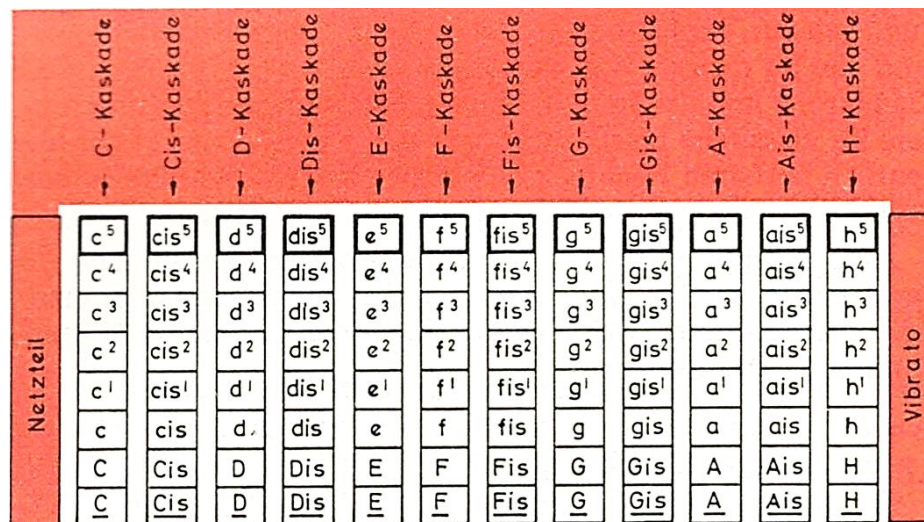 C-Kaskade Cis-Kaskade D-Kaskade Dis-Kaskade E-Kaskade F-Kaskade Fis-Kaskade G-Kaskade Gis-Kaskade A-Kaskade Ais-Kaskade H-Kaskade
Netzteil
c⁵ cis⁵ d⁵ dis⁵ e⁵ f⁵ fis⁵ g⁵ gis⁵ a⁵ ais⁵ h⁵
c⁴ cis⁴ d⁴ dis⁴ e⁴ f⁴ fis⁴ g⁴ gis⁴ a⁴ ais⁴ h⁴
c³ cis³ d³ dis³ e³ f³ fis³ g³ gis³ a³ ais³ h³
c² cis² d² dis² e² f² fis² g² gis² a² ais² h²
c¹ cis¹ d¹ dis¹ e¹ f¹ fis¹ g¹ gis¹ a¹ ais¹ h¹
c cis d dis e f fis g gis a ais h
C Cis D Dis E F Fis G Gis A Ais H
C Cis D Dis E F Fis G Gis A Ais H
Vibrato